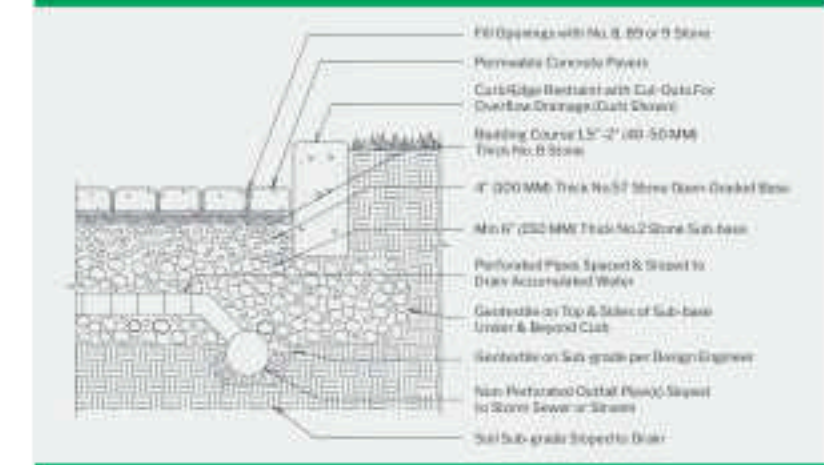 Fill Openings with No. 8, 89 or 9 Stone
Permeable Concrete Pavers
Curb/Edge Restraint with Cut-Outs For
Overflow Drainage (Curb Shown)
Bedding Course 1.5"-2" (40-50 MM)
Thick No. 8 Stone
4" (100 MM) Thick No.57 Stone Open-Graded Base
Min 6" (150 MM) Thick No.2 Stone Sub-base
Perforated Pipes Spaced & Sloped to
Drain Accumulated Water
Geotextile on Top & Sides of Sub-base
Under & Beyond Curb
Geotextile on Sub-grade per Design Engineer
Non-Perforated Outfall Pipe(s) Sloped
to Storm Sewer or Stream
Soil Sub-grade Sloped to Drain